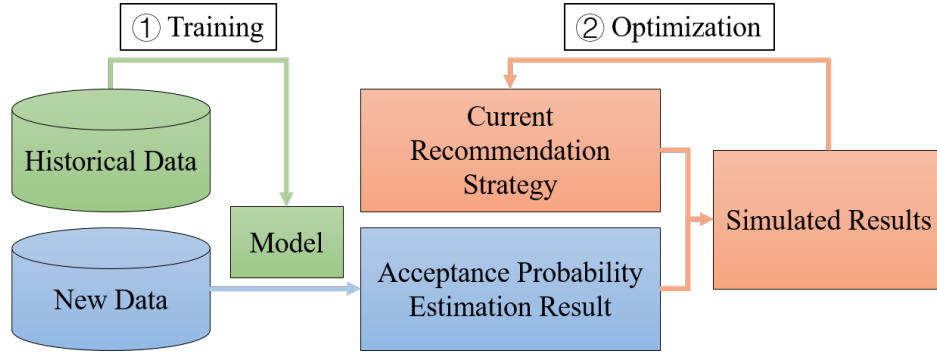 ① Training
② Optimization
Historical Data
Current
Recommendation
Strategy
Simulated Results
Model
New Data
Acceptance Probability
Estimation Result